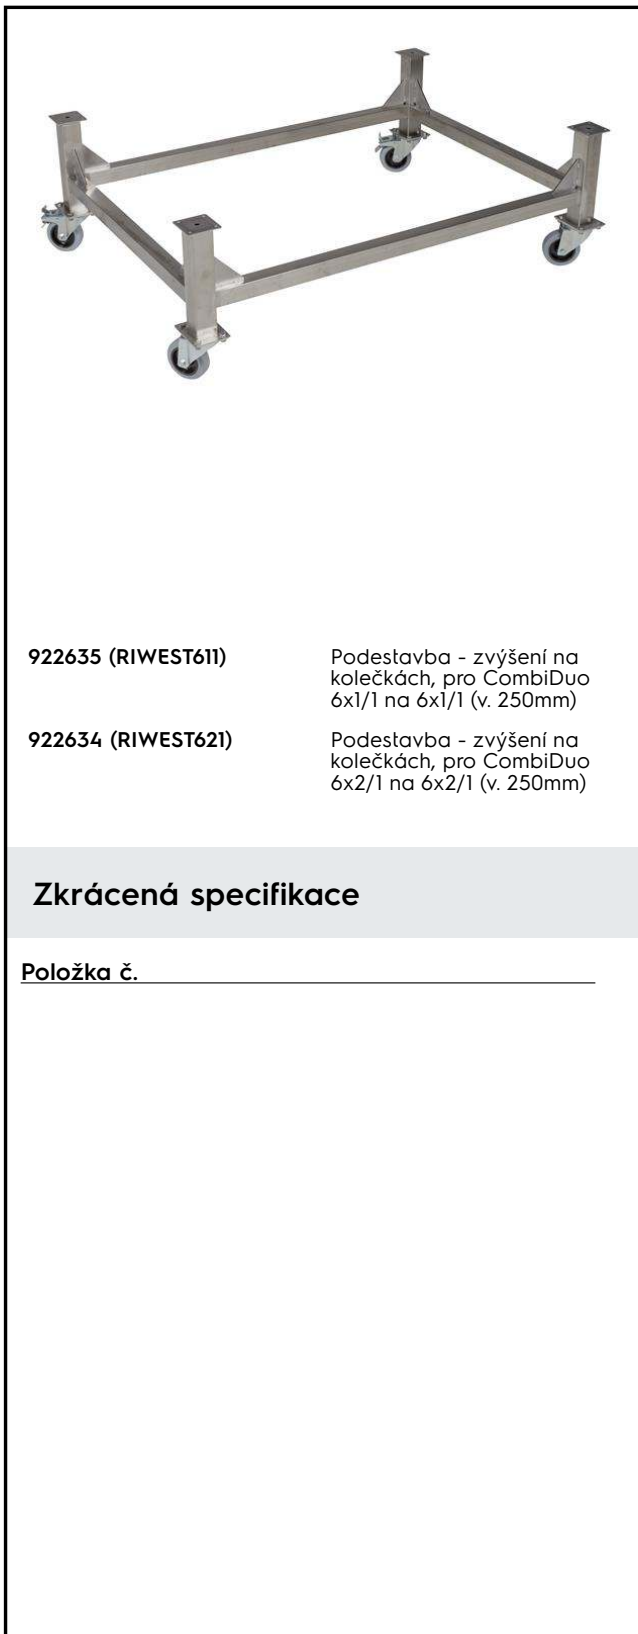 922635 (RIWEST611)
Podestavba - zvýšení na
kolečkách, pro CombiDuo
6x1/1 na 6x1/1 (v. 250mm)
922634 (RIWEST621)
Podestavba - zvýšení na
kolečkách, pro CombiDuo
6x2/1 na 6x2/1 (v. 250mm)
Zkrácená specifikace
Položka č.